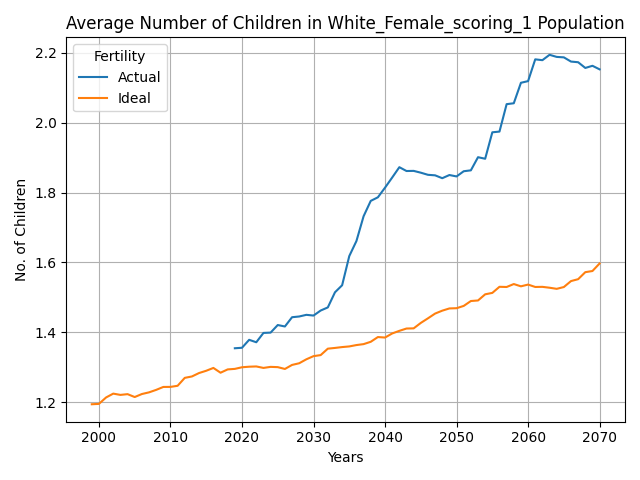 Average Number of Children in White_Female_scoring_1 Population
Fertility
Actual
Ideal
No. of Children
2.2
2.0
1.8
1.6
1.4
1.2
2000 2010 2020 2030 2040 2050 2060 2070
Years